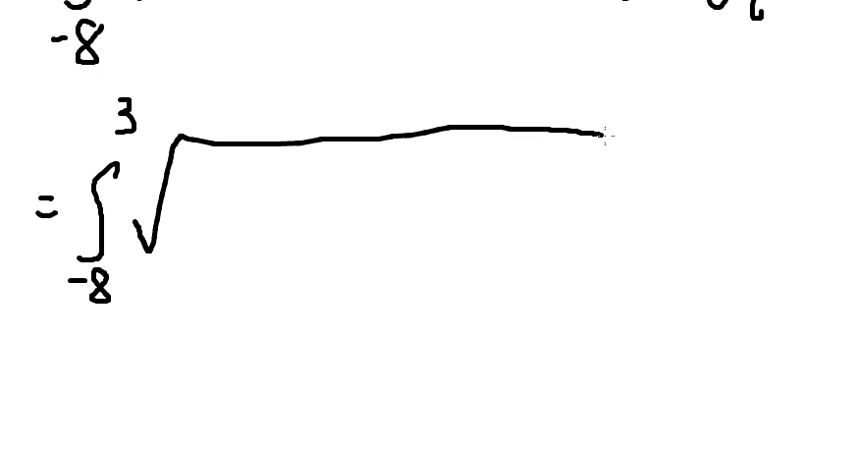 -8
= ∫_{-8}^{3} √